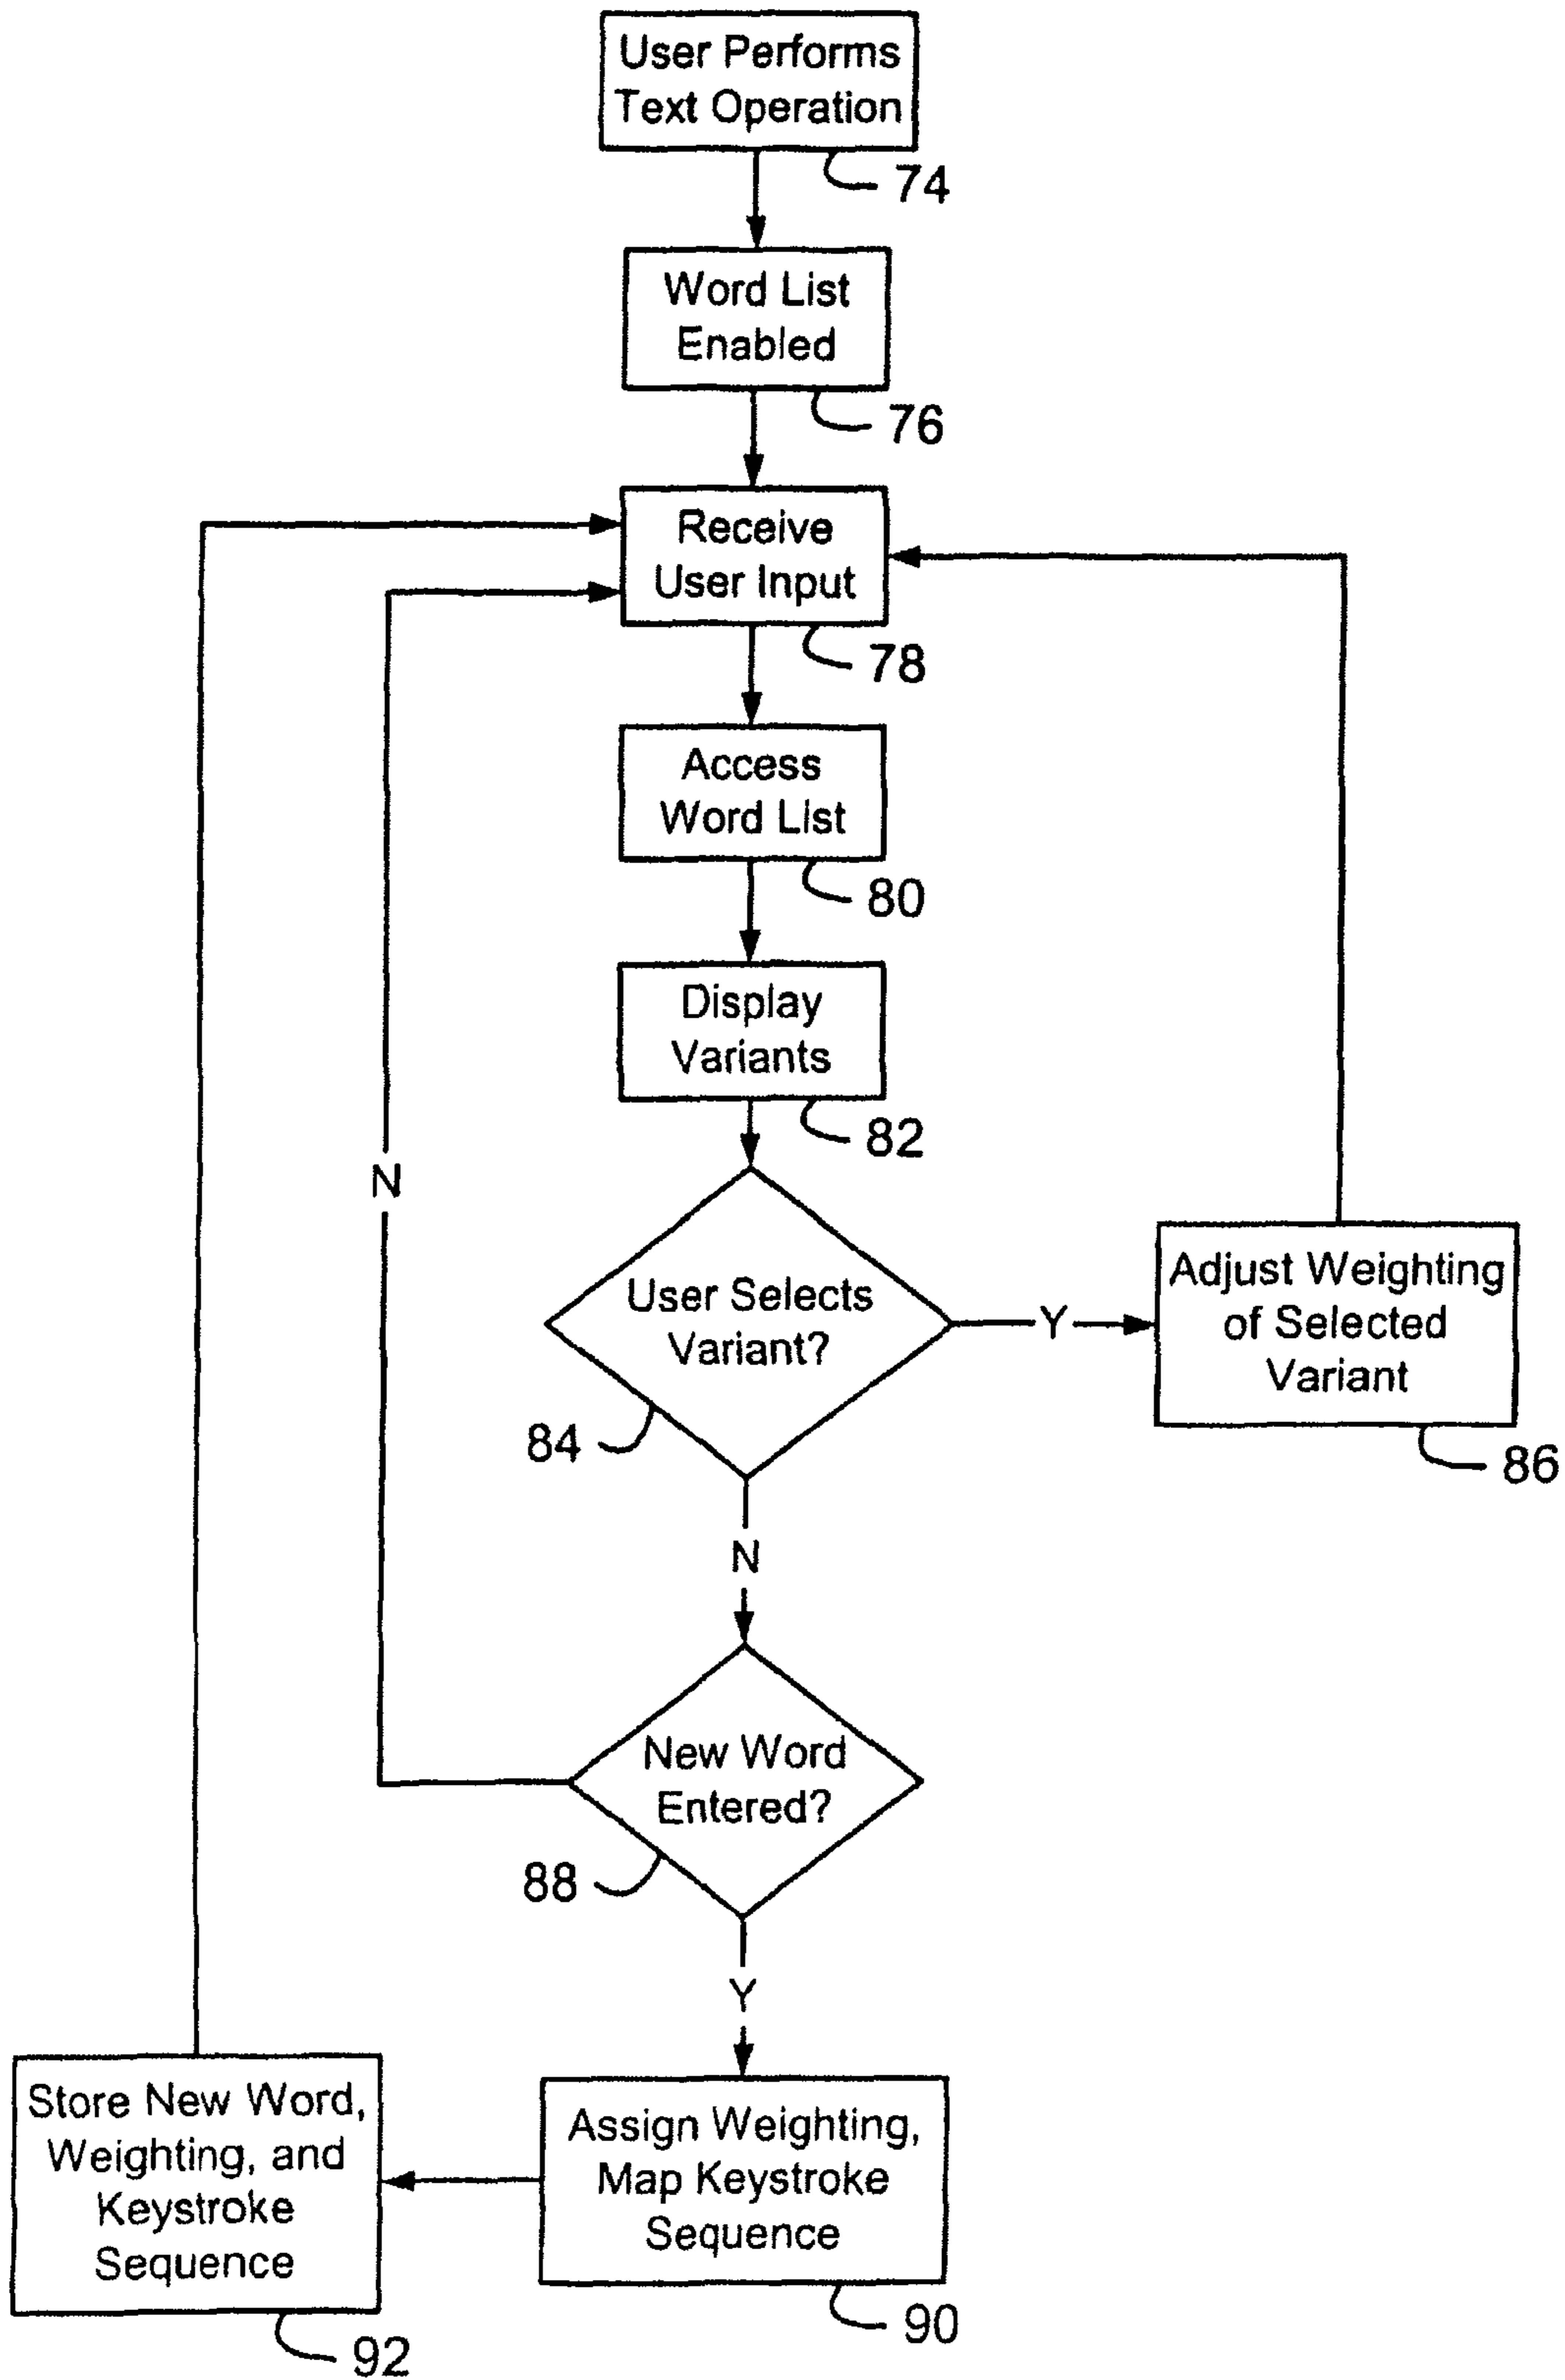 User Performs
Text Operation
74
Word List
Enabled
76
Receive
User Input
78
Access
Word List
80
Display
Variants
82
N
User Selects
Variant?
Y
Adjust Weighting
of Selected
Variant
84
86
N
New Word
Entered?
88
Y
Store New Word,
Weighting, and
Keystroke
Sequence
Assign Weighting,
Map Keystroke
Sequence
90
92